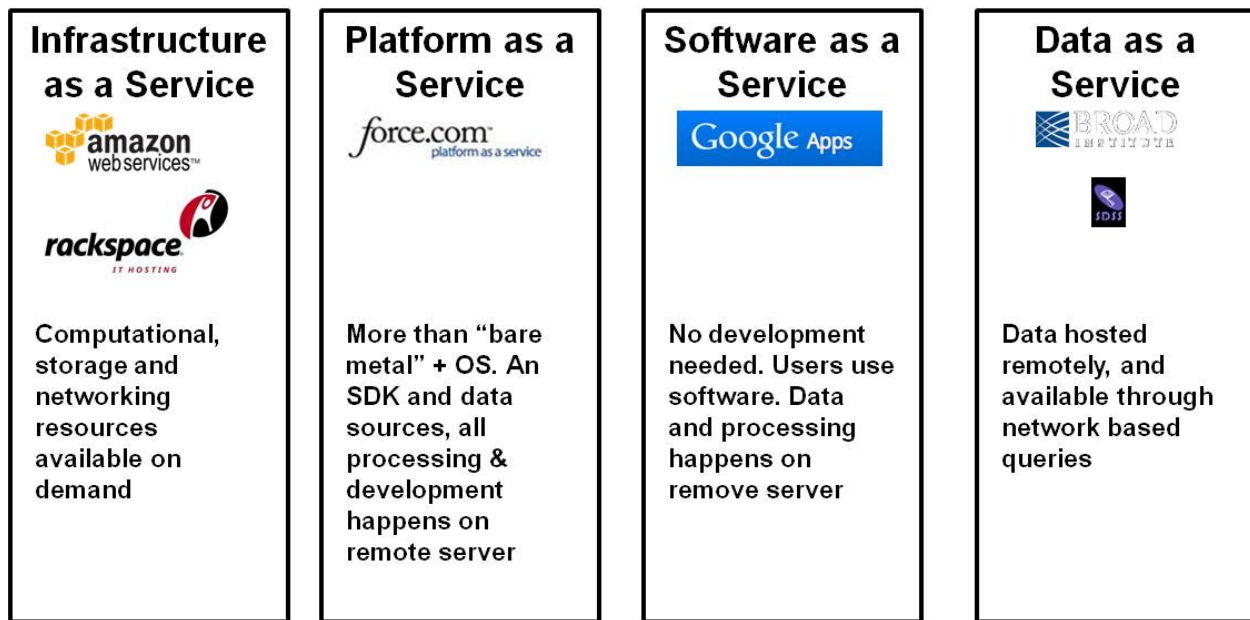 Infrastructure
as a Service
amazon
webservices™
rackspace.
IT HOSTING
Computational,
storage and
networking
resources
available on
demand
Platform as a
Service
force.com™
platform as a service
More than “bare
metal” + OS. An
SDK and data
sources, all
processing &
development
happens on
remote server
Software as a
Service
Google Apps
No development
needed. Users use
software. Data
and processing
happens on
remove server
Data as a
Service
BROAD
INSTITUTE
SDSS
Data hosted
remotely, and
available through
network based
queries